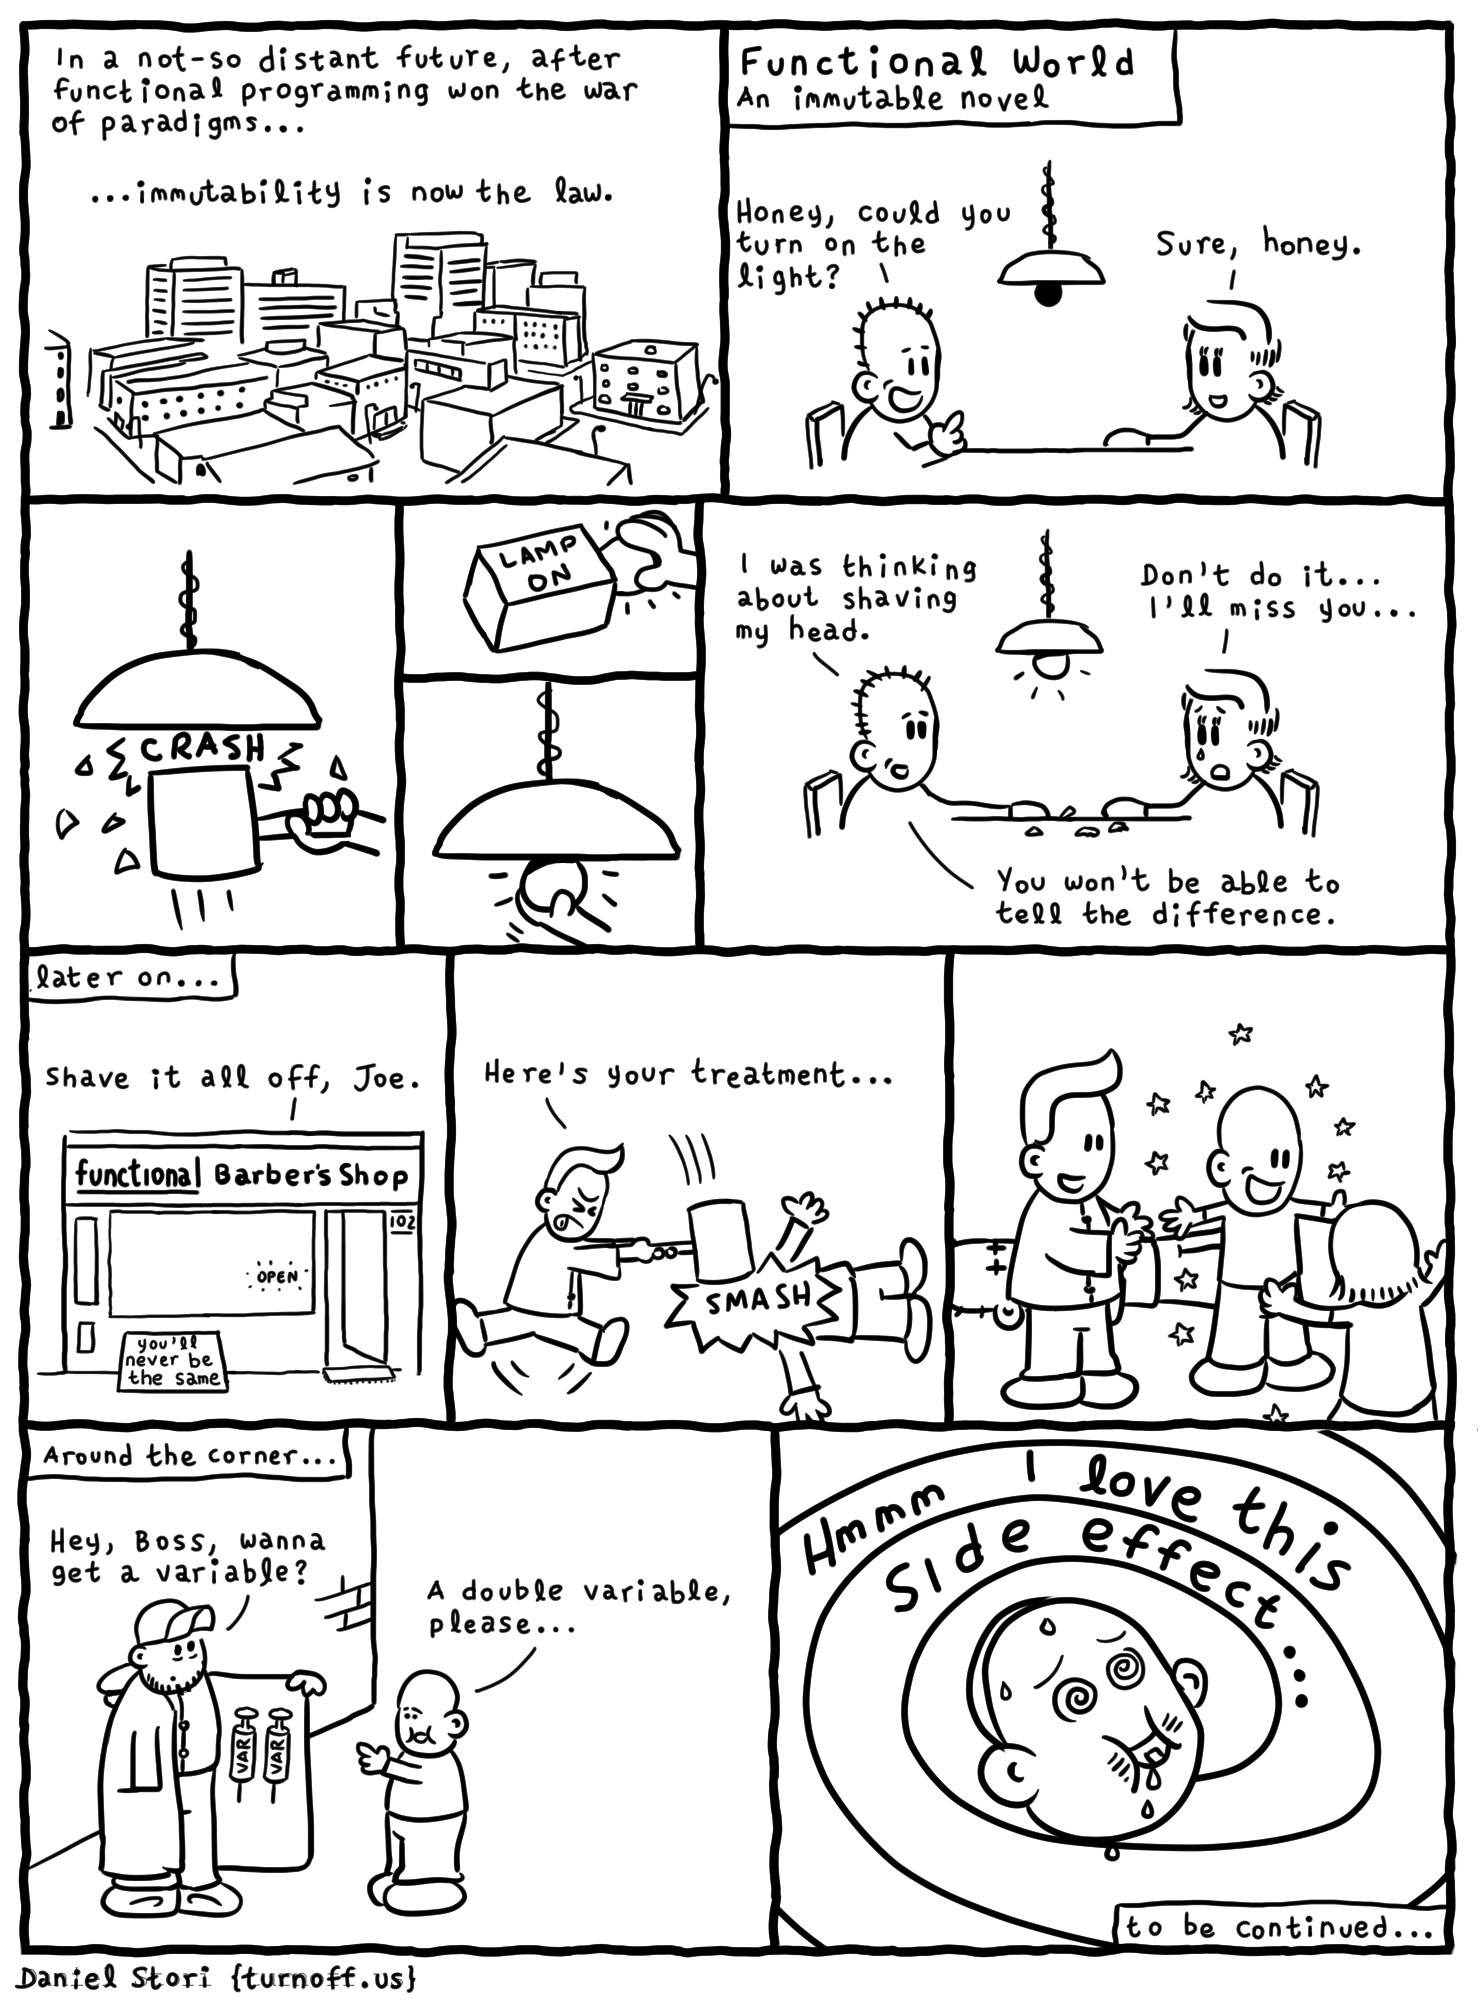 In a not-so distant future, after
functional programming won the war
of paradigms...
...immutability is now the law.
Functional World
An immutable novel
Honey, could you
turn on the
light?
Sure, honey.
CRASH
LAMP
ON
I was thinking
about shaving
my head.
Don't do it...
I'll miss you...
You won't be able to
tell the difference.
later on...
Shave it all off, Joe.
functional Barber's Shop
102
OPEN
you'll
never be
the same
Here's your treatment...
SMASH
Around the corner...
Hey, Boss, wanna
get a variable?
A double variable,
please...
VAR
VAR
Hmmm I love this
side effect...
to be continued...
Daniel Stori {turnoff.us}